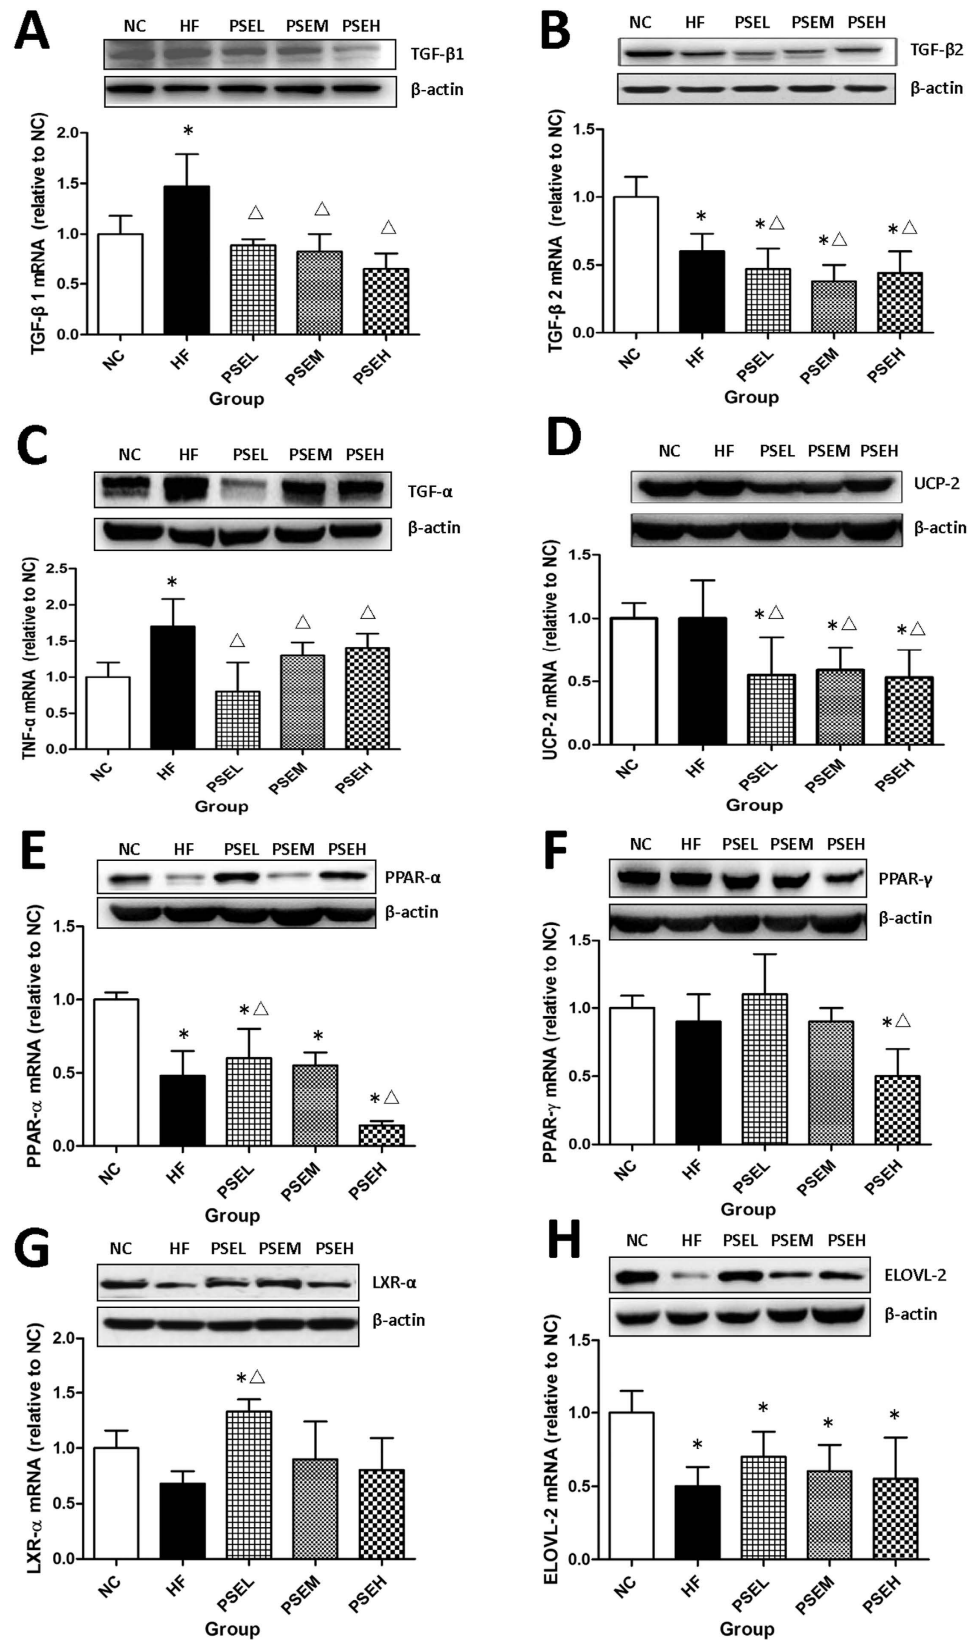 A
NC HF PSEL PSEM PSEH
TGF-β1
β-actin
TGF-β 1 mRNA (relative to NC)
2.0
1.5
1.0
0.5
0.0
*
△
△
△
NC HF PSEL PSEM PSEH
Group
B
NC HF PSEL PSEM PSEH
TGF-β2
β-actin
TGF-β 2 mRNA (relative to NC)
1.5
1.0
0.5
0.0
*
*△
*△
*△
NC HF PSEL PSEM PSEH
Group
C
NC HF PSEL PSEM PSEH
TGF-α
β-actin
TNF-α mRNA (relative to NC)
2.5
2.0
1.5
1.0
0.5
0.0
*
△
△
△
NC HF PSEL PSEM PSEH
Group
D
NC HF PSEL PSEM PSEH
UCP-2
β-actin
UCP-2 mRNA (relative to NC)
1.5
1.0
0.5
0.0
*△
*△
*△
NC HF PSEL PSEM PSEH
Group
E
NC HF PSEL PSEM PSEH
PPAR-α
β-actin
PPAR-α mRNA (relative to NC)
1.5
1.0
0.5
0.0
*
*△
*
*△
NC HF PSEL PSEM PSEH
Group
F
NC HF PSEL PSEM PSEH
PPAR-γ
β-actin
PPAR-γ mRNA (relative to NC)
1.5
1.0
0.5
0.0
*△
NC HF PSEL PSEM PSEH
Group
G
NC HF PSEL PSEM PSEH
LXR-α
β-actin
LXR-α mRNA (relative to NC)
2.0
1.5
1.0
0.5
0.0
*△
NC HF PSEL PSEM PSEH
Group
H
NC HF PSEL PSEM PSEH
ELOVL-2
β-actin
ELOVL-2 mRNA (relative to NC)
1.5
1.0
0.5
0.0
*
*
*
*
NC HF PSEL PSEM PSEH
Group